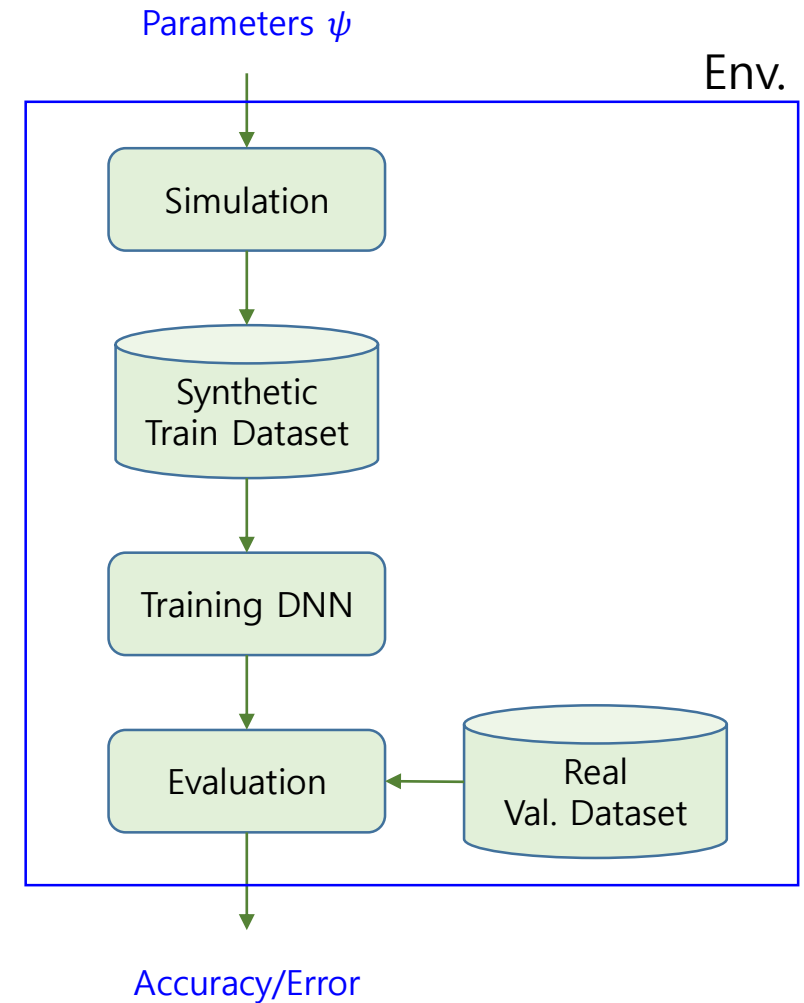 Parameters ψ
Env.
Simulation
Synthetic
Train Dataset
Training DNN
Evaluation
Real
Val. Dataset
Accuracy/Error